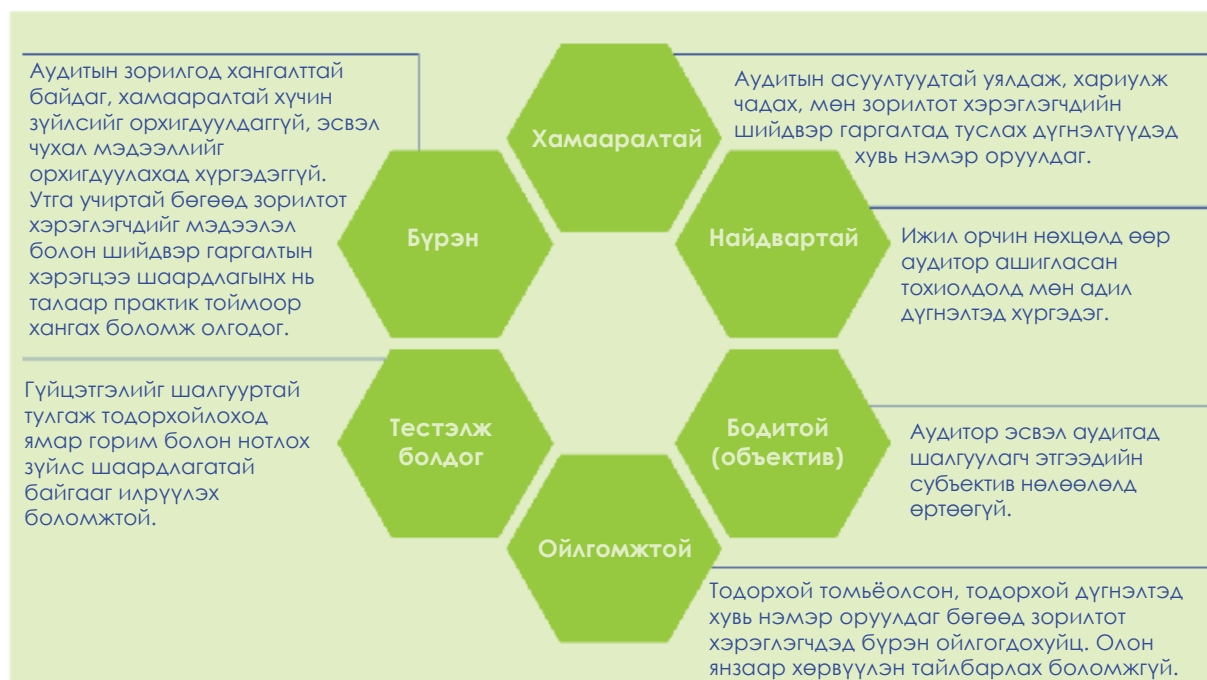 Хамааралтай
Аудитын асуултуудтай уялдаж, хариулж
чадах, мөн зорилтот хэрэглэгчдийн
шийдвэр гаргалтад туслах дүгнэлтүүдэд
хувь нэмэр оруулдаг.
Найдвартай
Ижил орчин нөхцөлд өөр
аудитор ашигласан
тохиолдолд мөн адил
дүгнэлтэд хүргэдэг.
Бодитой
(объектив)
Аудитор эсвэл аудитад
шалгуулагч этгээдийн
субъектив нөлөөлөлд
өртөөгүй.
Ойлгомжтой
Тодорхой томьёолсон, тодорхой дүгнэлтэд
хувь нэмэр оруулдаг бөгөөд зорилтот
хэрэглэгчдэд бүрэн ойлгогдохуйц. Олон
янзаар хөрвүүлэн тайлбарлах боломжгүй.
Тестэлж
болдог
Гүйцэтгэлийг шалгууртай
тулгаж тодорхойлоход
ямар горим болон нотлох
зүйлс шаардлагатай
байгааг илрүүлэх
боломжтой.
Бүрэн
Аудитын зорилгод хангалттай
байдаг, хамааралтай хүчин
зүйлсийг орхигдуулдаггүй, эсвэл
чухал мэдээллийг
орхигдуулахад хүргэдэггүй.
Утга учиртай бөгөөд зорилтот
хэрэглэгчдийг мэдээлэл
болон шийдвэр гаргалтын
хэрэгцээ шаардлагынх нь
талаар практик тоймоор
хангах боломж олгодог.